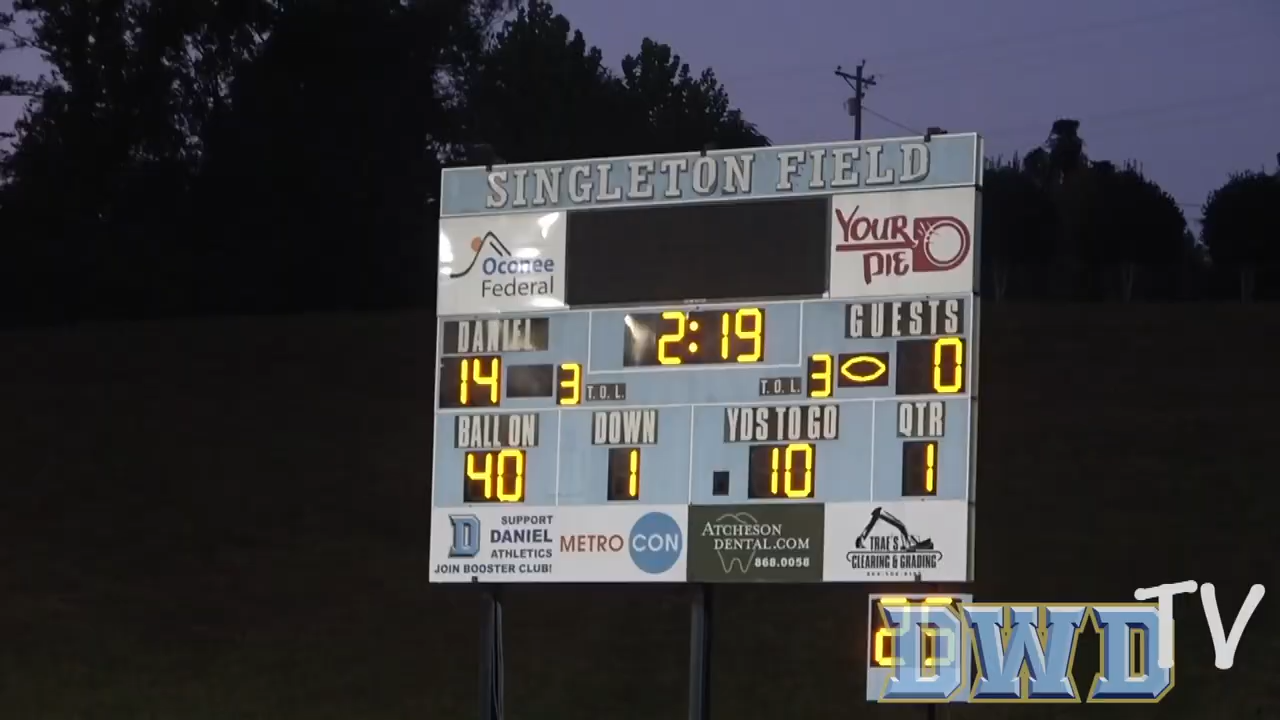 SINGLETON FIELD
Oconee
Federal
YOUR
PIE
DANIEL
2:19
GUESTS
14
3
T.O.L.
T.O.L.
3
0
BALL ON
DOWN
YDS TO GO
QTR
40
1
10
1
D
SUPPORT
DANIEL
ATHLETICS
JOIN BOOSTER CLUB!
METRO CON
ATCHESON
DENTAL.COM
868.0058
TRAE'S
CLEARING & GRADING
DWD TV